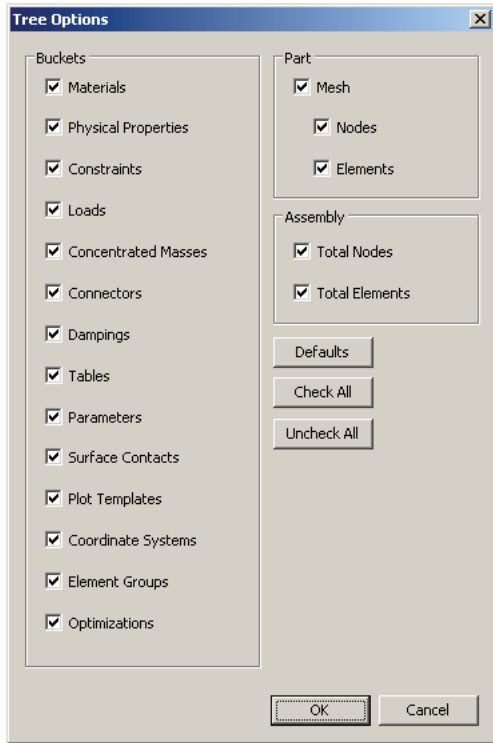 Tree Options
Buckets
Materials
Physical Properties
Constraints
Loads
Concentrated Masses
Connectors
Dampings
Tables
Parameters
Surface Contacts
Plot Templates
Coordinate Systems
Element Groups
Optimizations
Part
Mesh
Nodes
Elements
Assembly
Total Nodes
Total Elements
Defaults
Check All
Uncheck All
OK
Cancel